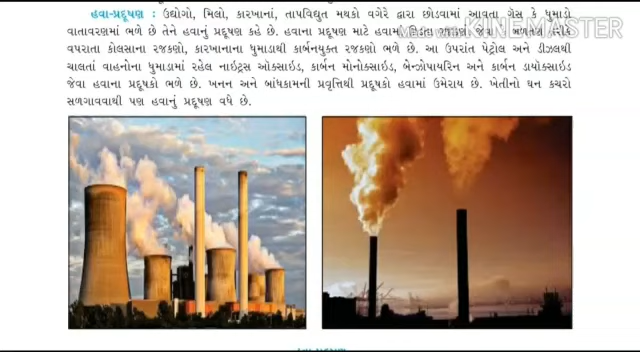 Made with KINEMASTER
હવા-પ્રદૂષણ : ઉદ્યોગો, મિલો, કારખાનાં, તાપવિદ્યુત મથકો વગેરે દ્વારા છોડવામાં આવતા ગૅસ કે ધુમાડો
વાતાવરણમાં ભળે છે તેને હવાનું પ્રદૂષણ કહે છે. હવાના પ્રદૂષણ માટે હવામાં
વપરાતા કોલસાના રજકણો, કારખાનાના ધુમાડાથી કાર્બનયુક્ત રજકણો ભળે છે. આ ઉપરાંત પેટ્રોલ અને ડીઝલથી
ચાલતાં વાહનોના ધુમાડામાં રહેલ નાઇટ્રસ ઑક્સાઇડ, કાર્બન મોનોક્સાઇડ, બેન્ઝોપાયરિન અને કાર્બન ડાયોક્સાઇડ
જેવા હવાના પ્રદૂષકો ભળે છે. ખનન અને બાંધકામની પ્રવૃત્તિથી પ્રદૂષકો હવામાં ઉમેરાય છે. ખેતીનો ઘન કચરો
સળગાવવાથી પણ હવાનું પ્રદૂષણ વધે છે.